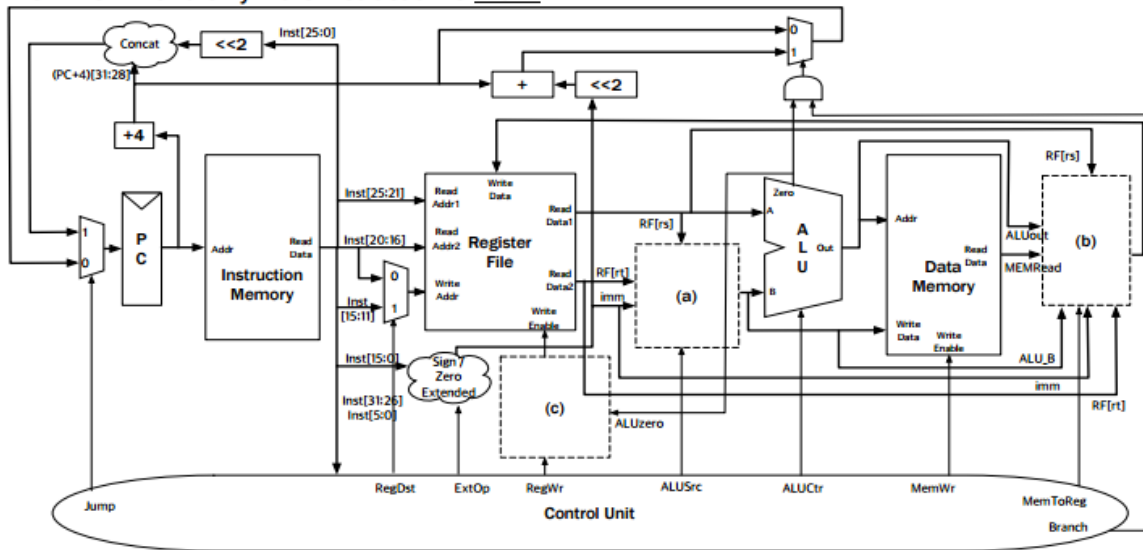 Concat
<<2
Inst[25:0]
(PC+4)[31:28]
+4
+
<<2
0
1
P
C
1
0
Addr
Read
Data
Instruction
Memory
Inst[25:21]
Inst[20:16]
Inst
[15:11]
0
1
Inst[15:0]
Inst[31:26]
Inst[5:0]
Sign /
Zero
Extended
Read
Addr1
Write
Data
Read
Addr2
Register
File
Write
Addr
Read
Data1
Read
Data2
Write
Enable
(c)
ALUzero
RF[rs]
RF[rt]
imm
(a)
Zero
A
B
A
L
U
Out
Addr
Read
Data
Data
Memory
Write
Data
Write
Enable
RF[rs]
ALUout
MEMRead
(b)
ALU_B
imm
RF[rt]
Jump
RegDst
ExtOp
RegWr
ALUSrc
ALUCtr
MemWr
MemToReg
Branch
Control Unit